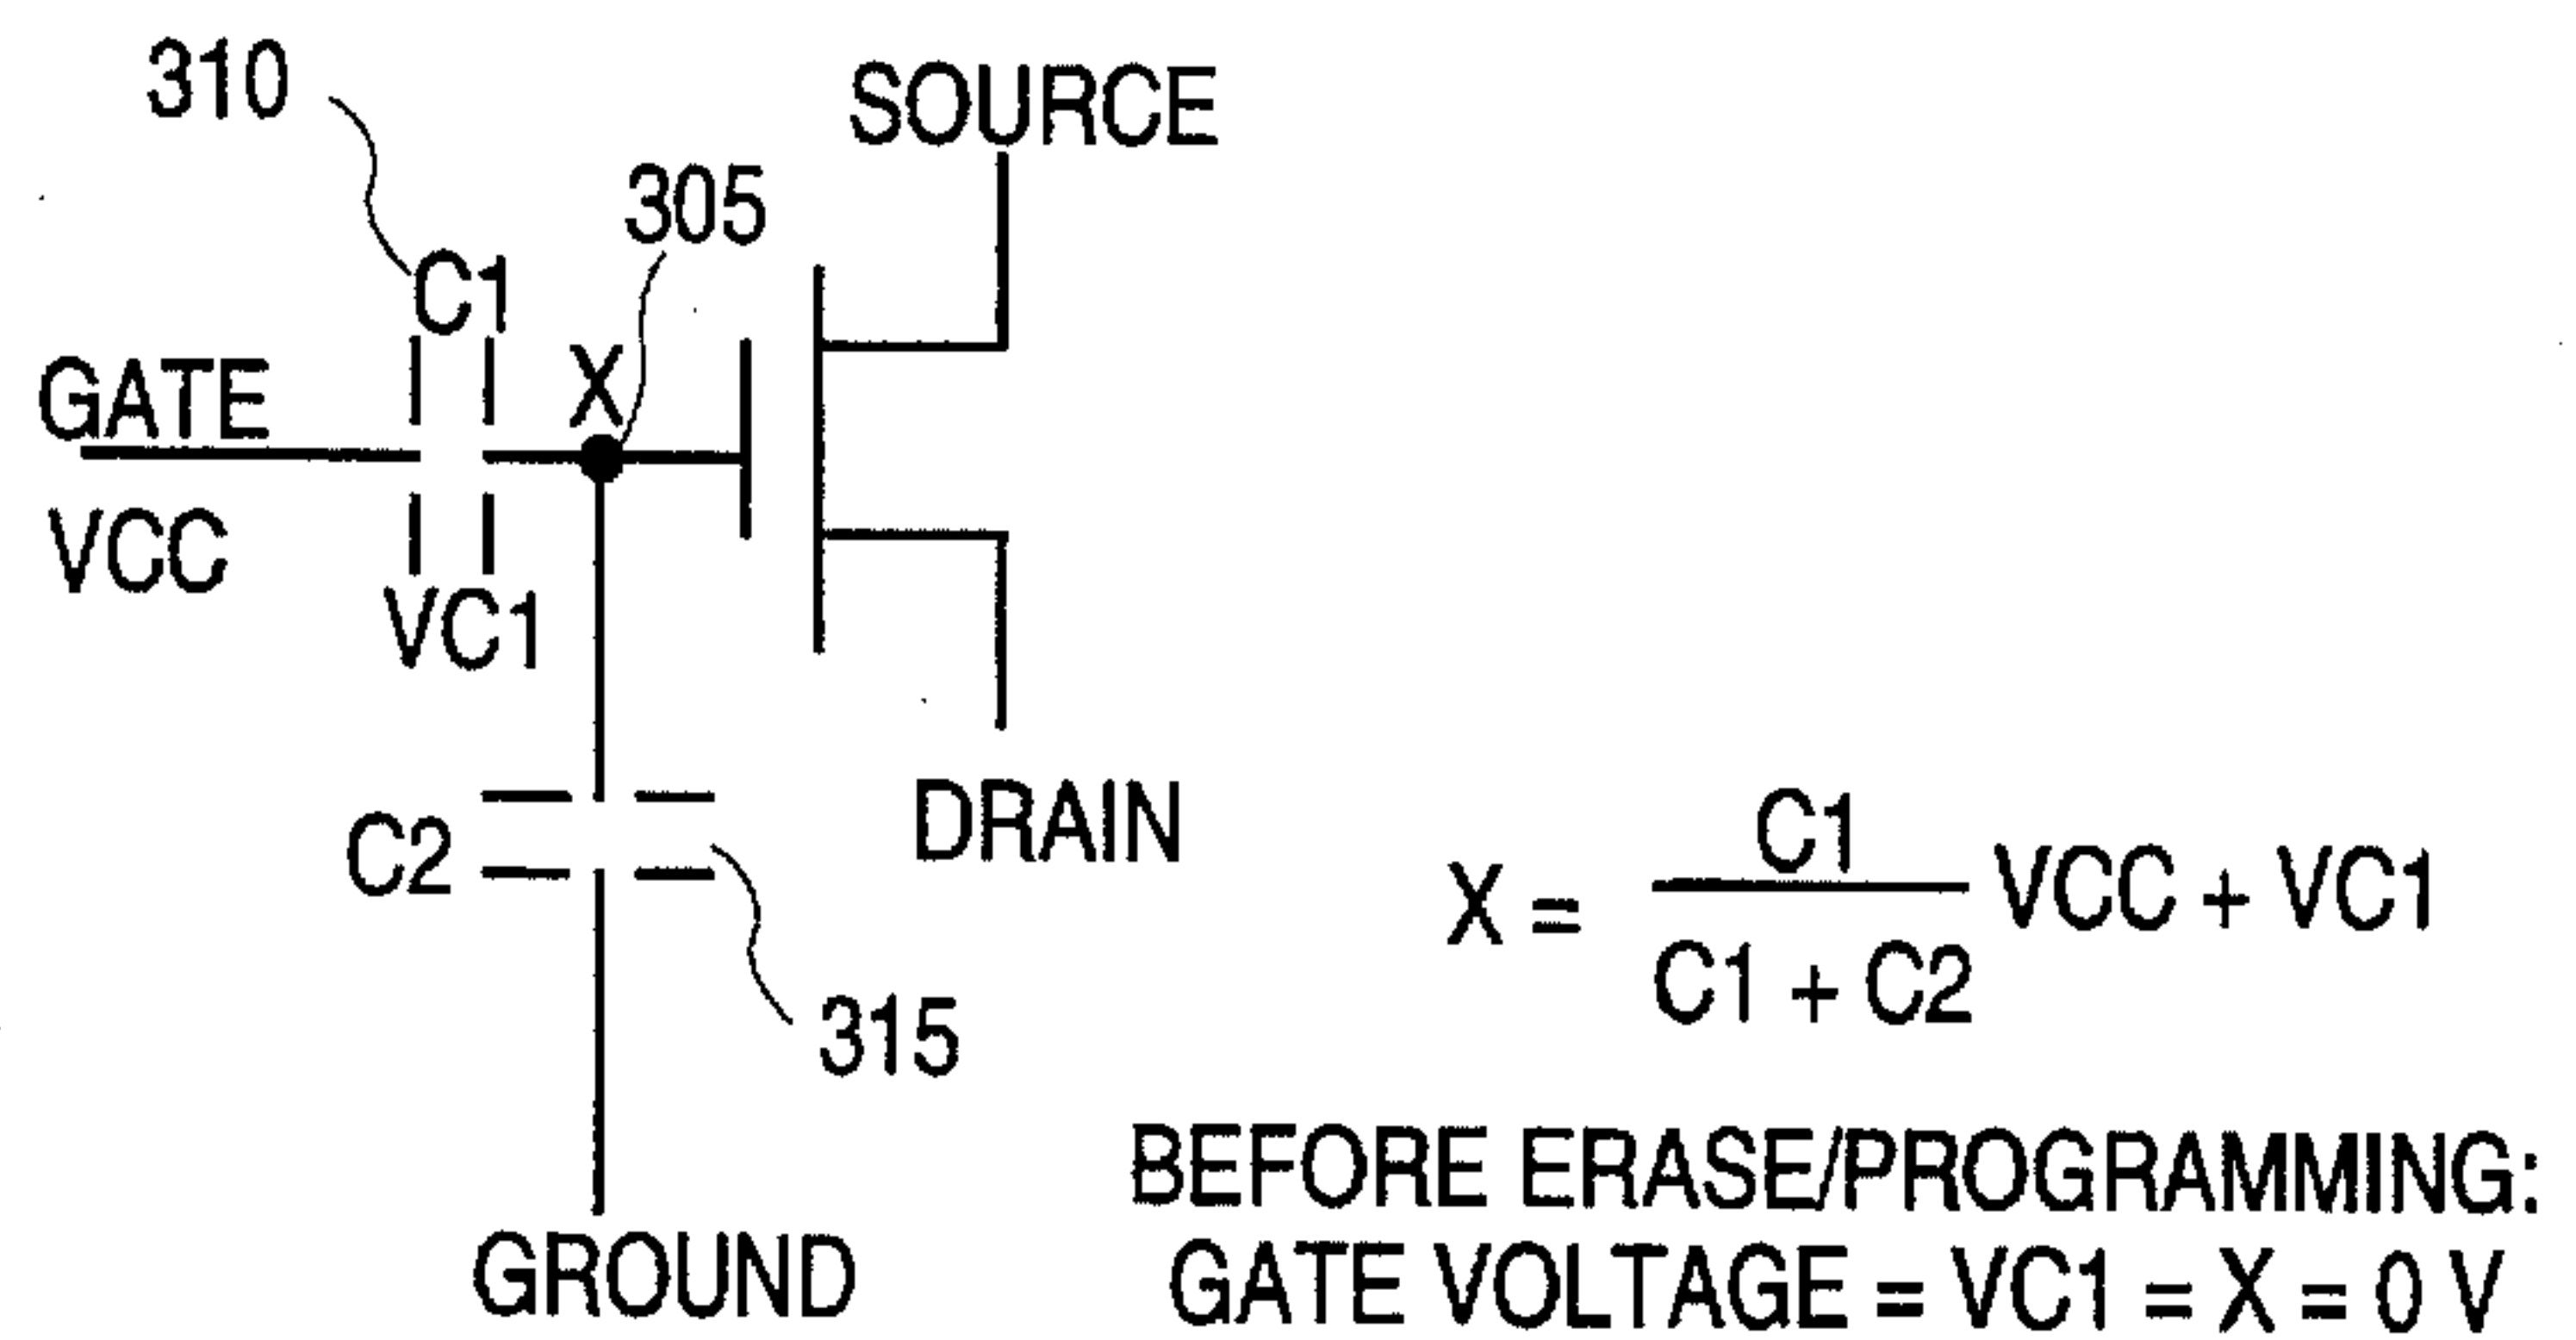 310
SOURCE
305
C1
X
GATE
VCC
VC1
C2
DRAIN
315
GROUND
X = C1 / C1 + C2 VCC + VC1
BEFORE ERASE/PROGRAMMING:
GATE VOLTAGE = VC1 = X = 0 V